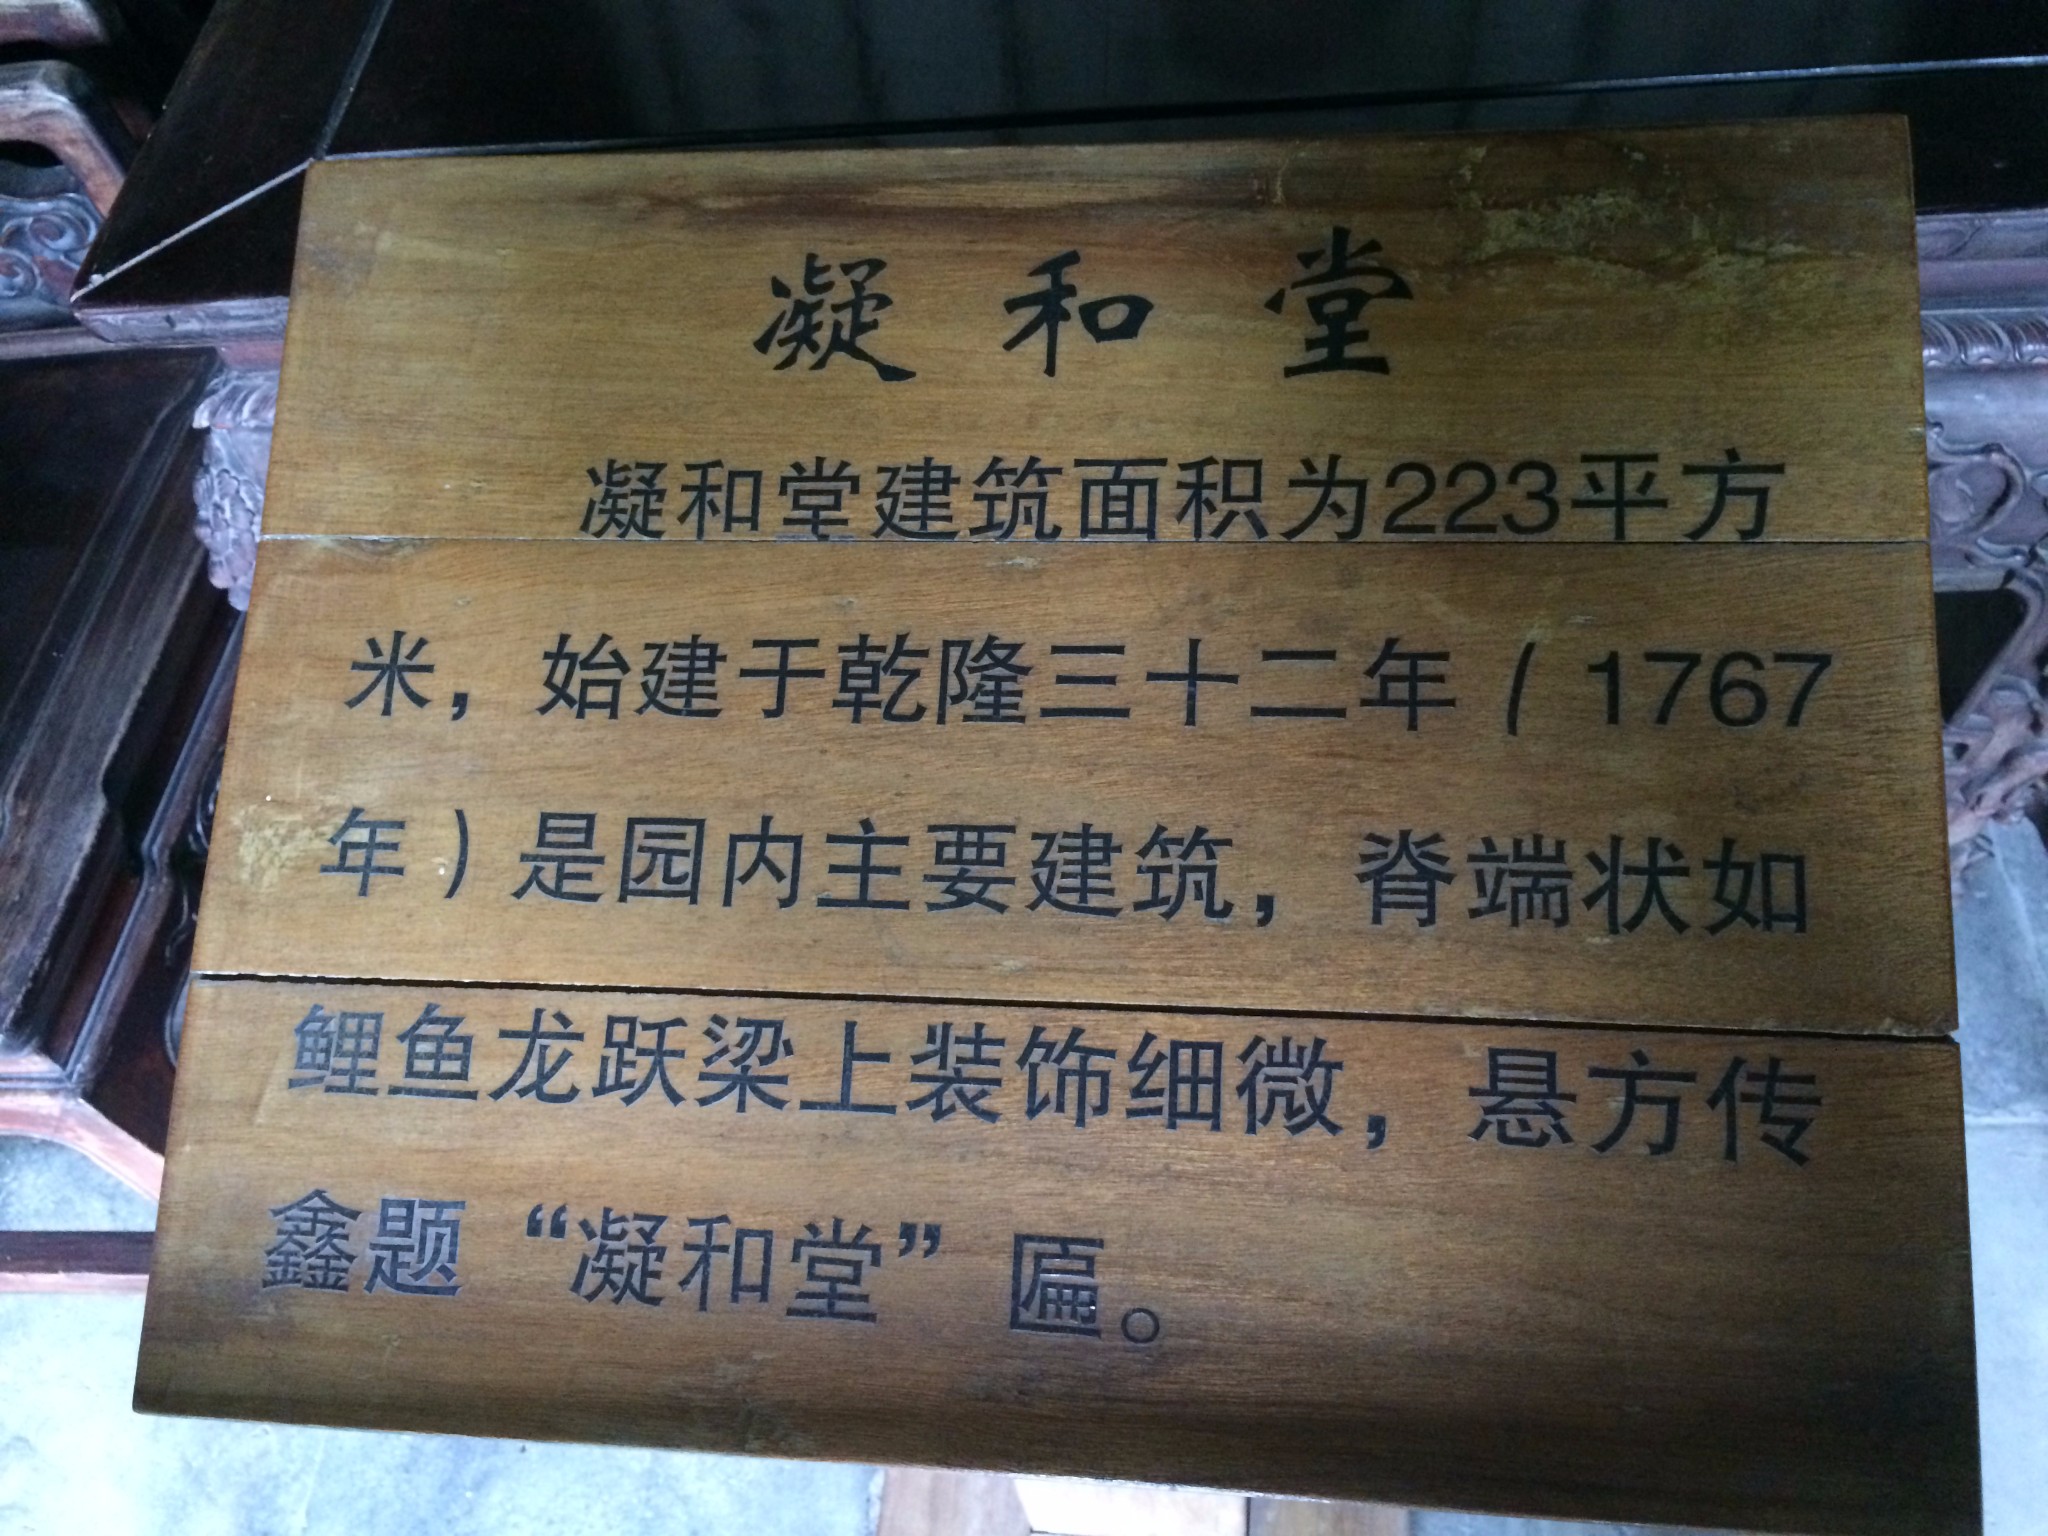 凝和堂
凝和堂建筑面积为223平方
米，始建于乾隆三十二年（1767
年）是园内主要建筑，脊端状如
鲤鱼龙跃梁上装饰细微，悬方传
鑫题“凝和堂”匾。